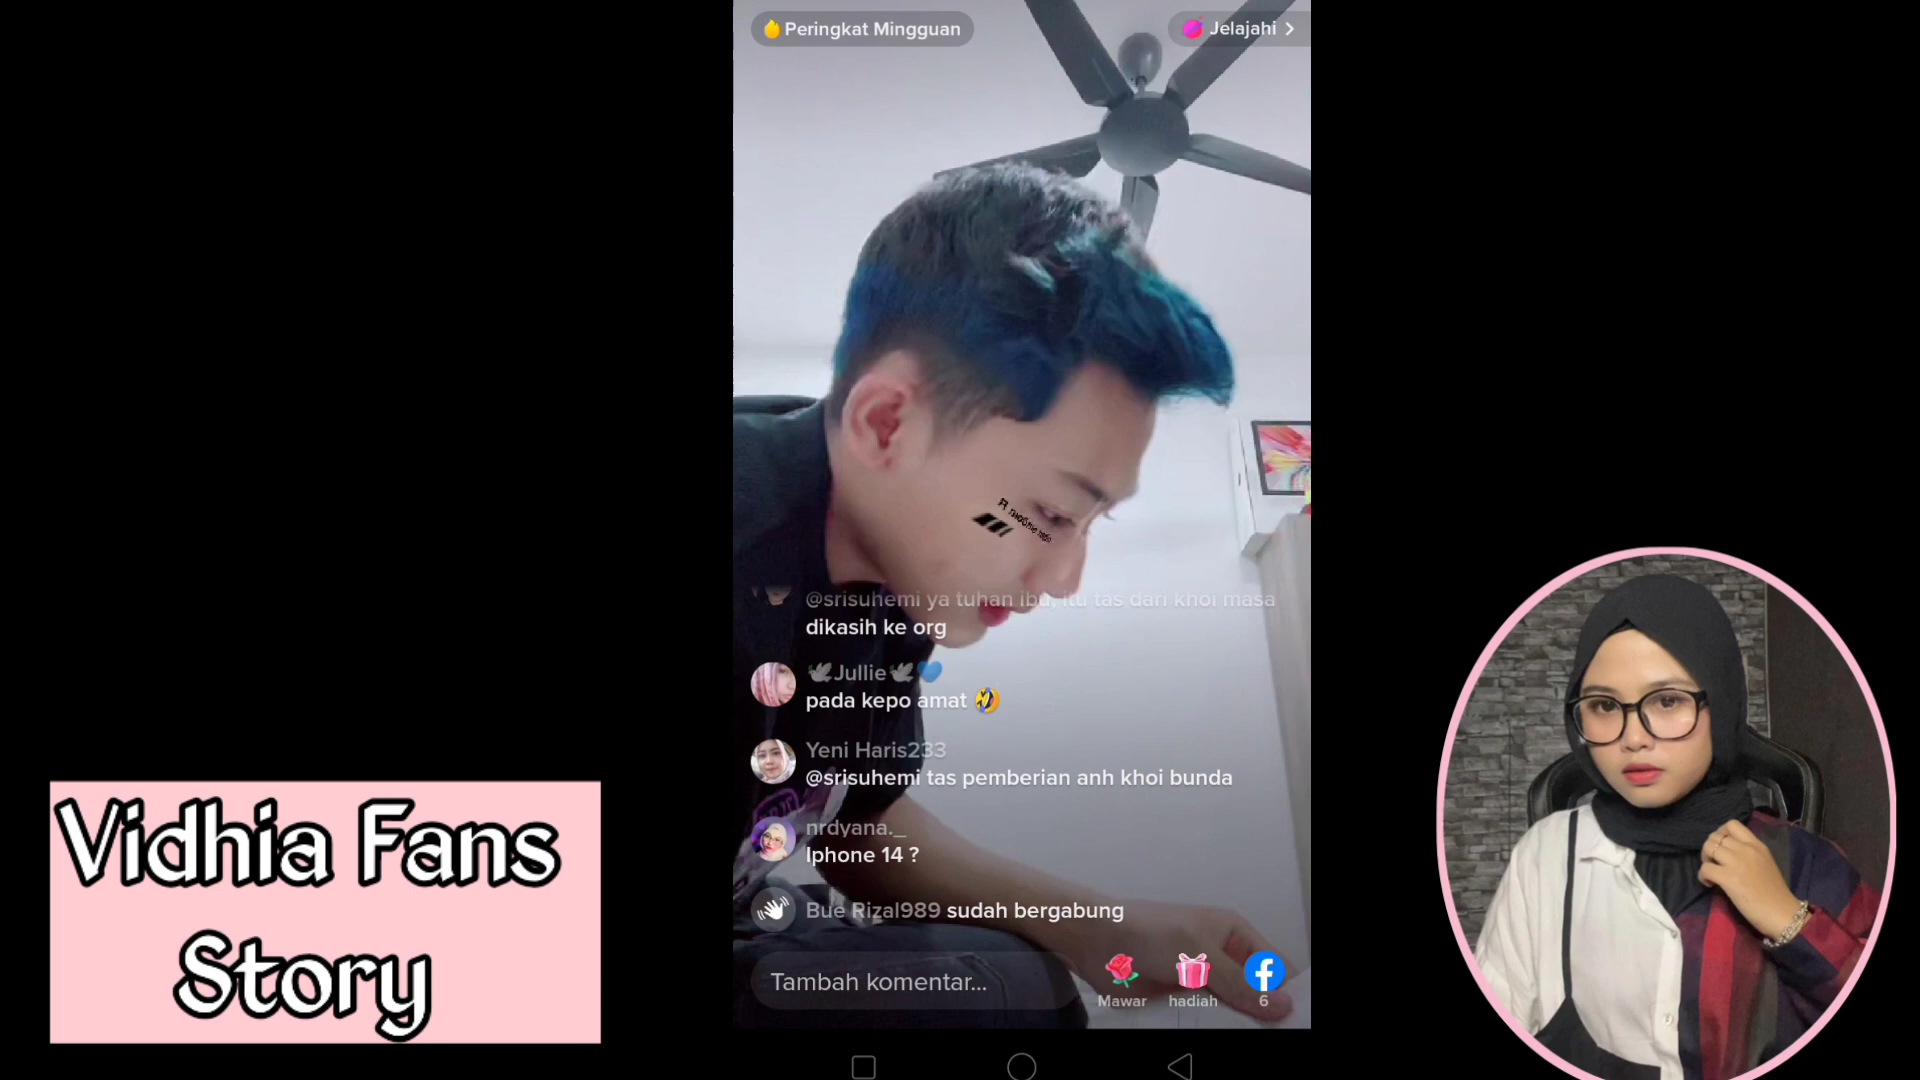 Peringkat Mingguan
Jelajahi
@srisuhemi ya tuhan ibu, itu tas dari khoi masa
dikasih ke org
🕊Jullie🕊💙
pada kepo amat 🤣
Yeni Haris233
@srisuhemi tas pemberian anh khoi bunda
nrdyana._
Iphone 14 ?
Bue Rizal989 sudah bergabung
Tambah komentar...
Mawar
hadiah
6
Vidhia Fans
Story